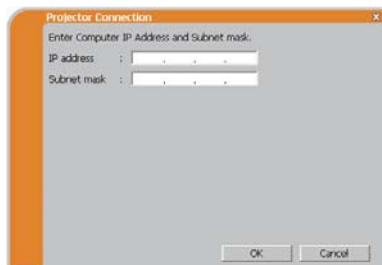 Projector Connection
x
Enter Computer IP Address and Subnet mask.
IP address : . . .
Subnet mask : . . .
OK Cancel